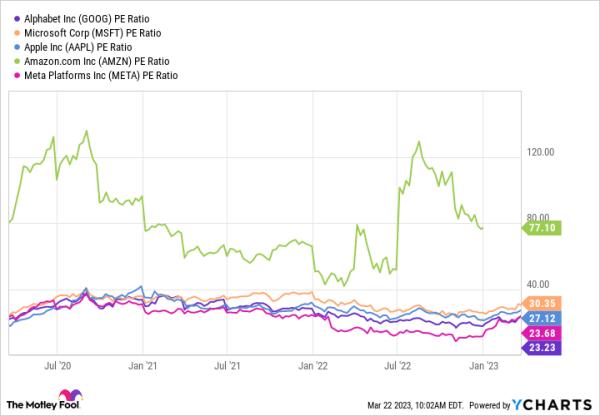 Alphabet Inc (GOOG) PE Ratio
Microsoft Corp (MSFT) PE Ratio
Apple Inc (AAPL) PE Ratio
Amazon.com Inc (AMZN) PE Ratio
Meta Platforms Inc (META) PE Ratio
120.00
80.00
77.10
40.00
30.35
27.12
23.68
23.23
Jul '20 Jan '21 Jul '21 Jan '22 Jul '22 Jan '23
The Motley Fool. Mar 22 2023, 10:02AM EDT. Powered by YCHARTS